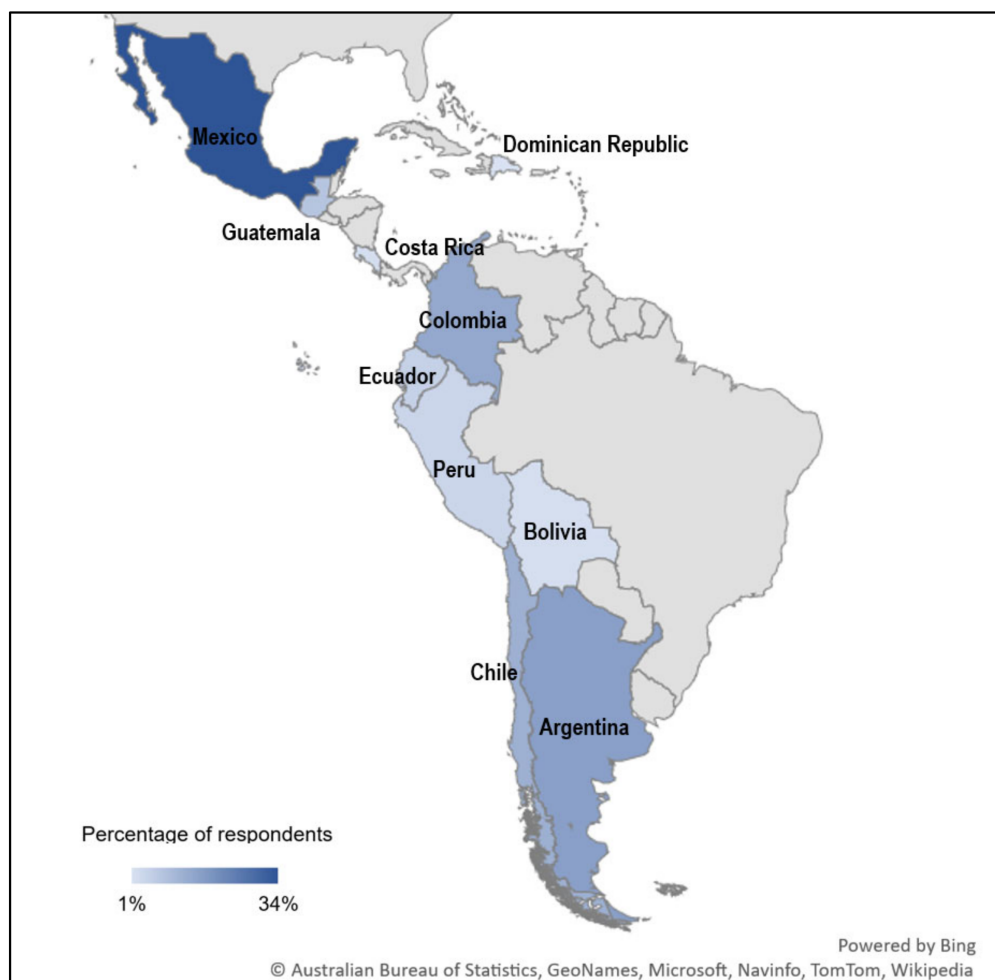 Mexico
Dominican Republic
Guatemala
Costa Rica
Colombia
Ecuador
Peru
Bolivia
Chile
Argentina
Percentage of respondents
1% 34%
Powered by Bing
© Australian Bureau of Statistics, GeoNames, Microsoft, Navinfo, TomTom, Wikipedia